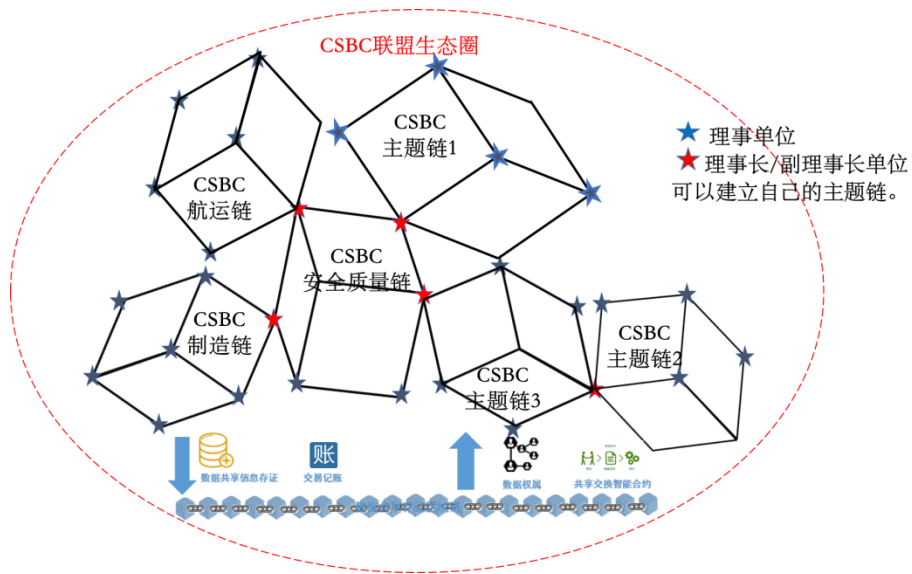 CSBC联盟生态圈
CSBC
主题链1
理事单位
理事长/副理事长单位
可以建立自己的主题链。
CSBC
航运链
CSBC
安全质量链
CSBC
制造链
CSBC
主题链2
CSBC
主题链3
账
数据共享信息存证
交易记账
数据权属
共享交换智能合约